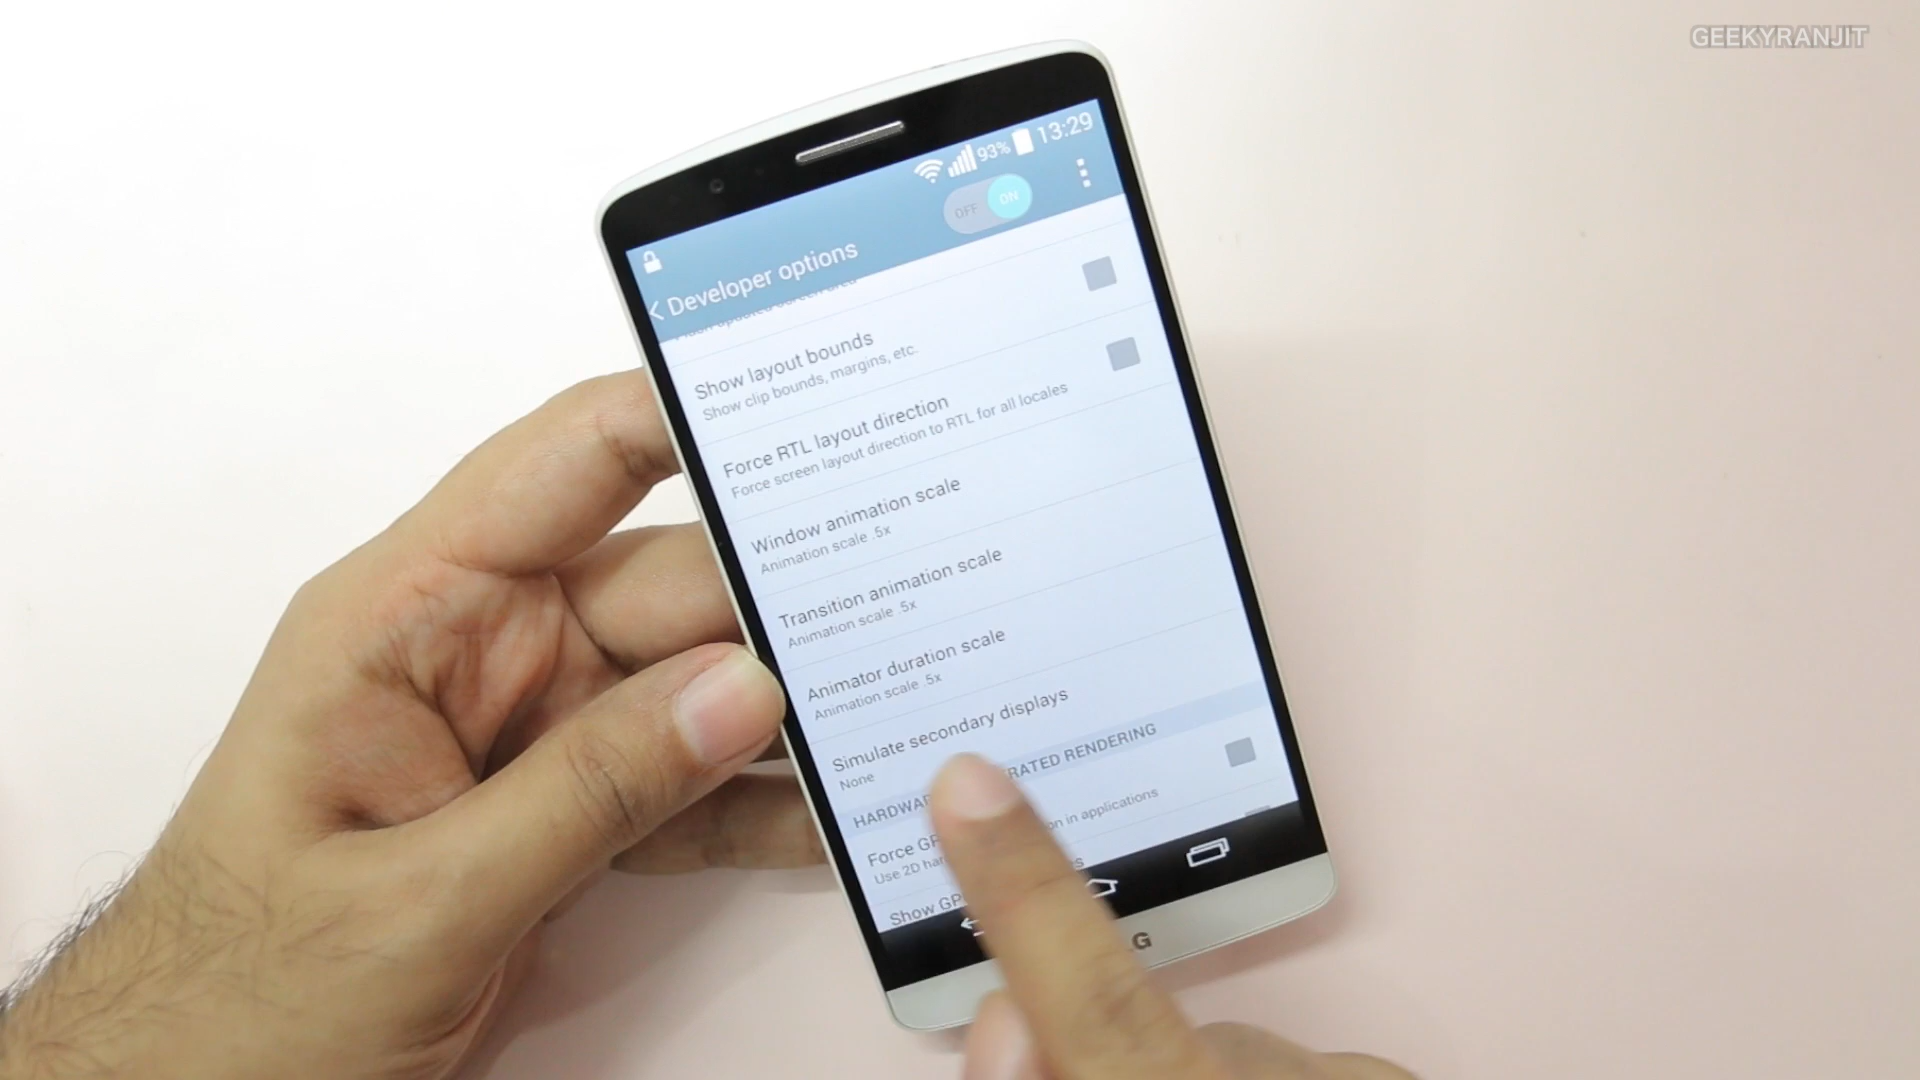 GEEKYRANJIT
93% 13:29
OFF ON
Developer options
Show layout bounds
Show clip bounds, margins, etc.
Force RTL layout direction
Force screen layout direction to RTL for all locales
Window animation scale
Animation scale .5x
Transition animation scale
Animation scale .5x
Animator duration scale
Animation scale .5x
Simulate secondary displays
None
HARDWA RATED RENDERING
Force GP
Use 2D ha on in applications
Show GP
G